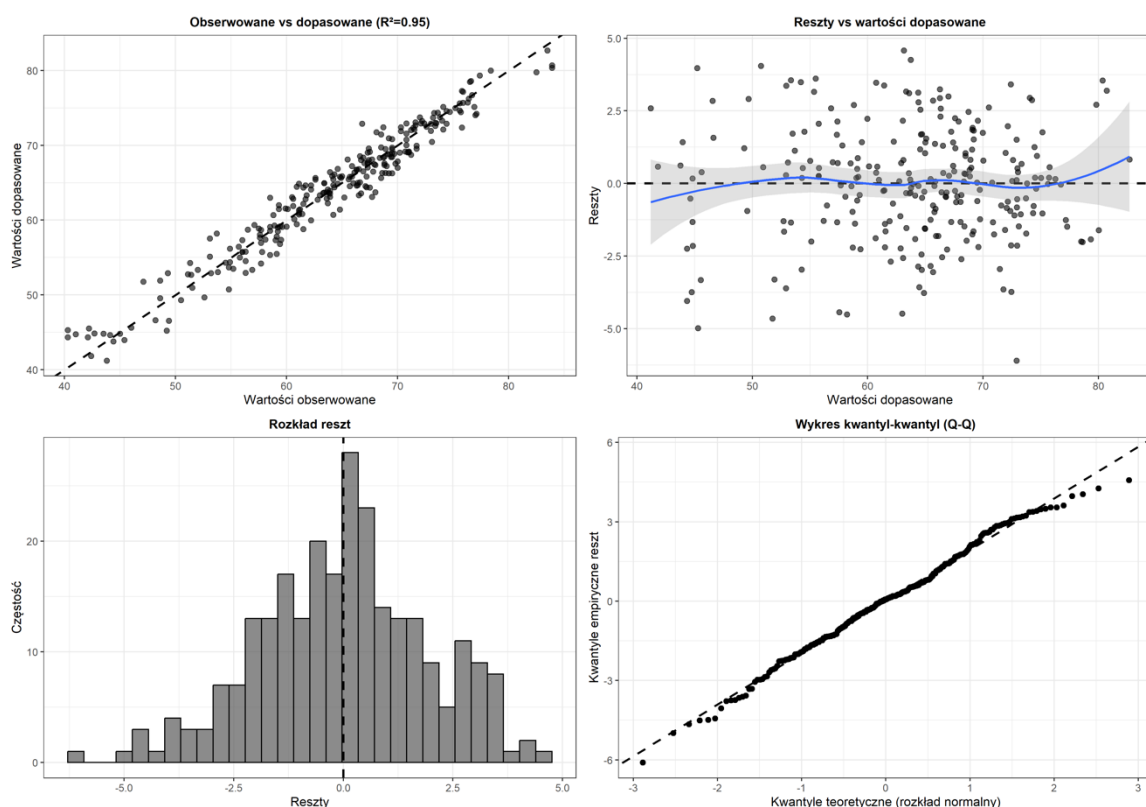 Obserwowane vs dopasowane (R²=0.95)
Wartości dopasowane
80
70
60
50
40
40 50 60 70 80
Wartości obserwowane
Reszty vs wartości dopasowane
Reszty
5.0
2.5
0.0
-2.5
-5.0
40 50 60 70 80
Wartości dopasowane
Rozkład reszt
Częstość
20
10
0
-5.0 -2.5 0.0 2.5 5.0
Reszty
Wykres kwantyl-kwantyl (Q-Q)
Kwantyle empiryczne reszt
6
3
0
-3
-6
-3 -2 -1 0 1 2 3
Kwantyle teoretyczne (rozkład normalny)